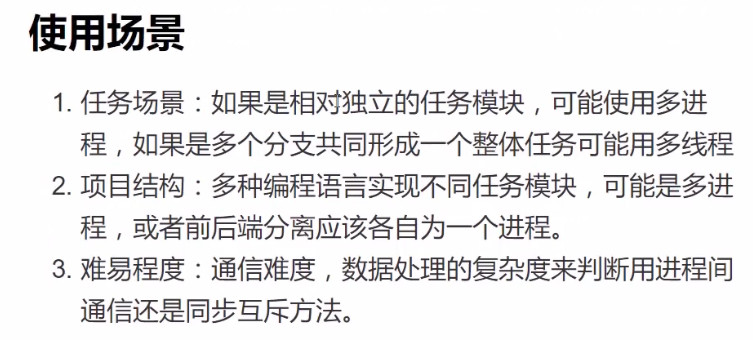 使用场景
1. 任务场景：如果是相对独立的任务模块，可能使用多进
程，如果是多个分支共同形成一个整体任务可能用多线程
2. 项目结构：多种编程语言实现不同任务模块，可能是多进
程，或者前后端分离应该各自为一个进程。
3. 难易程度：通信难度，数据处理的复杂度来判断用进程间
通信还是同步互斥方法。